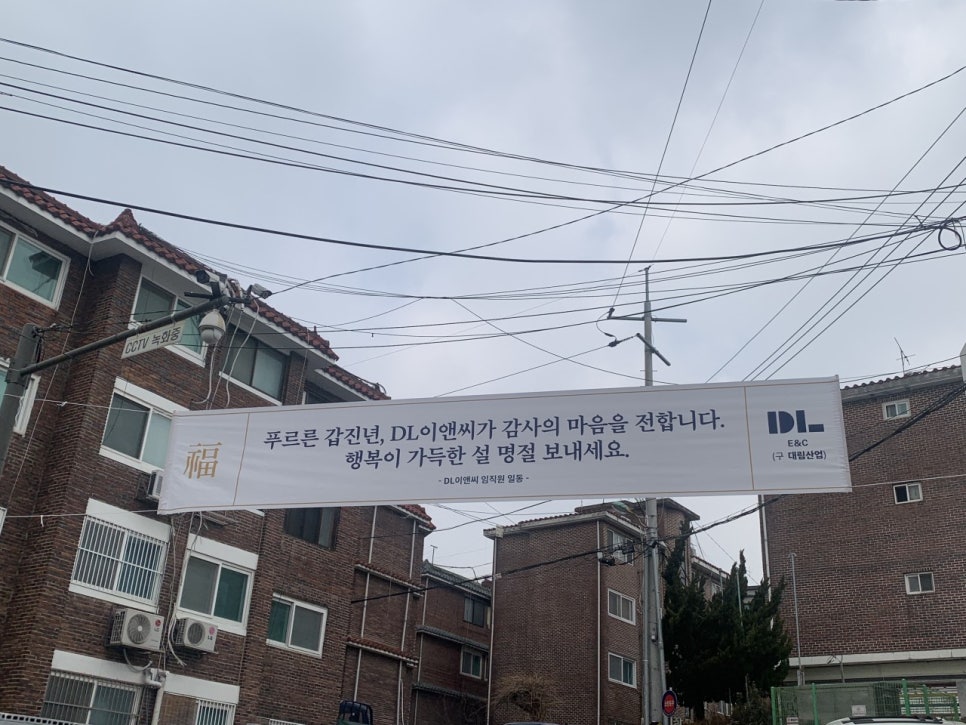 CCTV 녹화중
福
푸르른 갑진년, DL이앤씨가 감사의 마음을 전합니다.
행복이 가득한 설 명절 보내세요.
- DL이앤씨 임직원 일동 -
DL
E&C
(구 대림산업)